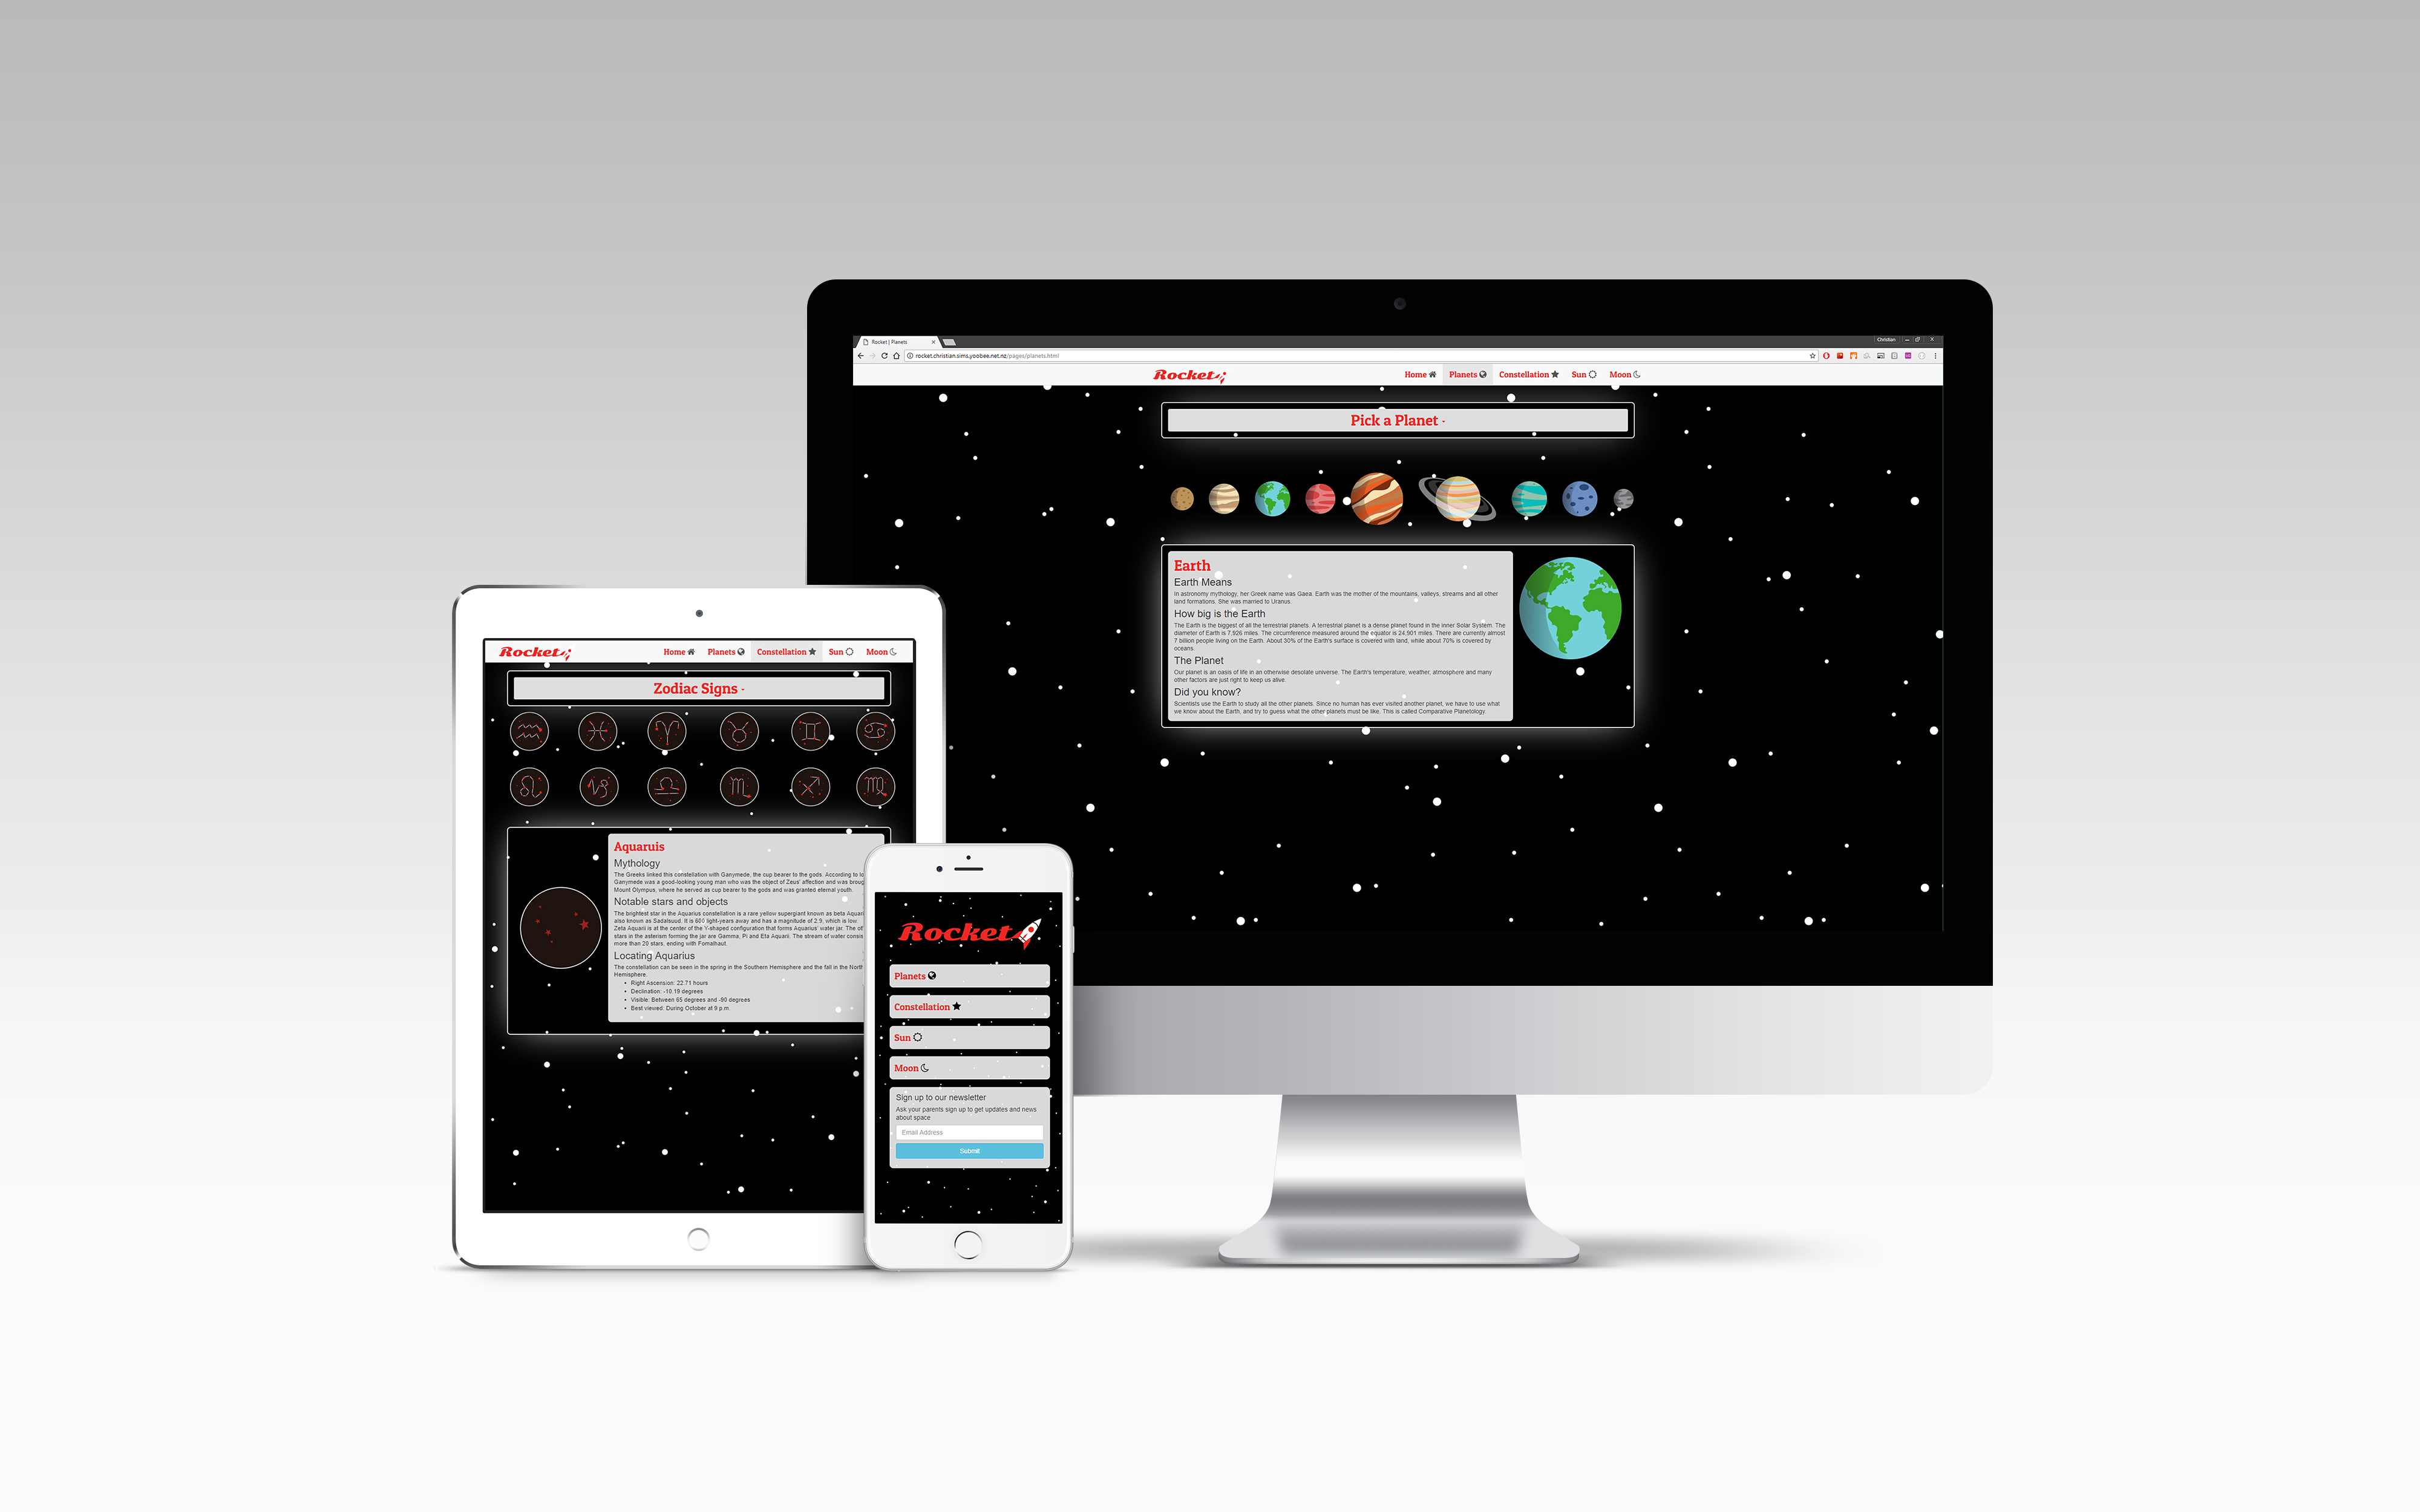 Rocket | Planets
Christian
rocket.christian.sims.yoobee.net.nz/pages/planets.html
Rocket
Home
Planets
Constellation
Sun
Moon
Pick a Planet
Earth
Earth Means
In astronomy mythology, her Greek name was Gaea. Earth was the mother of the mountains, valleys, streams and all other
land formations. She was married to Uranus.
How big is the Earth
The Earth is the biggest of all the terrestrial planets. A terrestrial planet is a dense planet found in the inner Solar System. The
diameter of Earth is 7,926 miles. The circumference measured around the equator is 24,901 miles. There are currently almost
7 billion people living on the Earth. About 30% of the Earth's surface is covered with land, while about 70% is covered by
oceans.
The Planet
Our planet is an oasis of life in an otherwise desolate universe. The Earth's temperature, weather, atmosphere and many
other factors are just right to keep us alive.
Did you know?
Scientists use the Earth to study all the other planets. Since no human has ever visited another planet, we have to use what
we know about the Earth, and try to guess what the other planets must be like. This is called Comparative Planetology.
Rocket
Home
Planets
Constellation
Sun
Moon
Zodiac Signs
Aquaruis
Mythology
The Greeks linked this constellation with Ganymede, the cup bearer to the gods. According to
Ganymede was a good-looking young man who was the object of Zeus' affection and was
Mount Olympus, where he served as cup bearer to the gods and was granted eternal youth.
Notable stars and objects
The brightest star in the Aquarius constellation is a rare yellow supergiant known as beta
also known as Sadalsuud. It is 600 light-years away and has a magnitude of 2.9, which is low.
Zeta Aquarii is at the center of the Y-shaped configuration that forms Aquarius' water jar. The
stars in the asterism forming the jar are Gamma, Pi and Eta Aquarii. The stream of water
more than 20 stars, ending with Fomalhaut.
Locating Aquarius
The constellation can be seen in the spring in the Southern Hemisphere and the fall in the
Hemisphere.
• Right Ascension: 22.71 hours
• Declination: -10.19 degrees
• Visible: Between 65 degrees and -90 degrees
• Best viewed: During October at 9 p.m.
Rocket
Planets
Constellation
Sun
Moon
Sign up to our newsletter
Ask your parents sign up to get updates and news
about space
Email Address
Submit